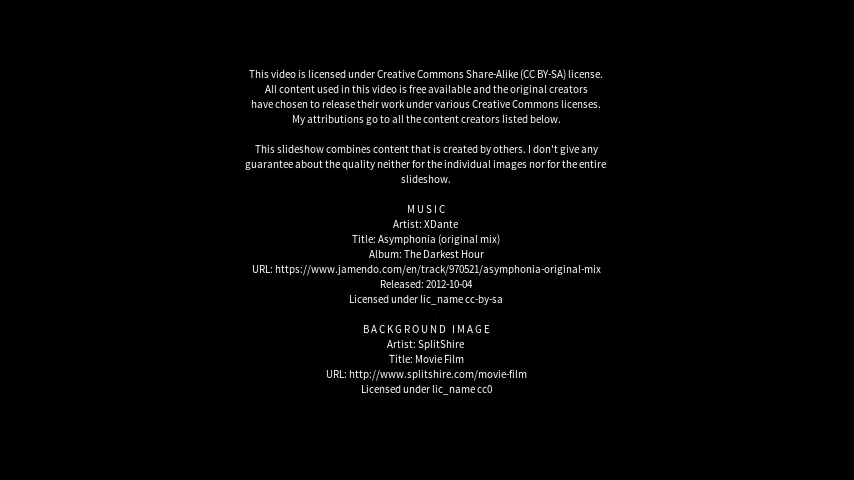 This video is licensed under Creative Commons Share-Alike (CC BY-SA) license.
All content used in this video is free available and the original creators
have chosen to release their work under various Creative Commons licenses.
My attributions go to all the content creators listed below.
This slideshow combines content that is created by others. I don't give any
guarantee about the quality neither for the individual images nor for the entire
slideshow.
MUSIC
Artist: XDante
Title: Asymphonia (original mix)
Album: The Darkest Hour
URL: https://www.jamendo.com/en/track/970521/asymphonia-original-mix
Released: 2012-10-04
Licensed under lic_name cc-by-sa
BACKGROUND IMAGE
Artist: SplitShire
Title: Movie Film
URL: http://www.splitshire.com/movie-film
Licensed under lic_name cc0